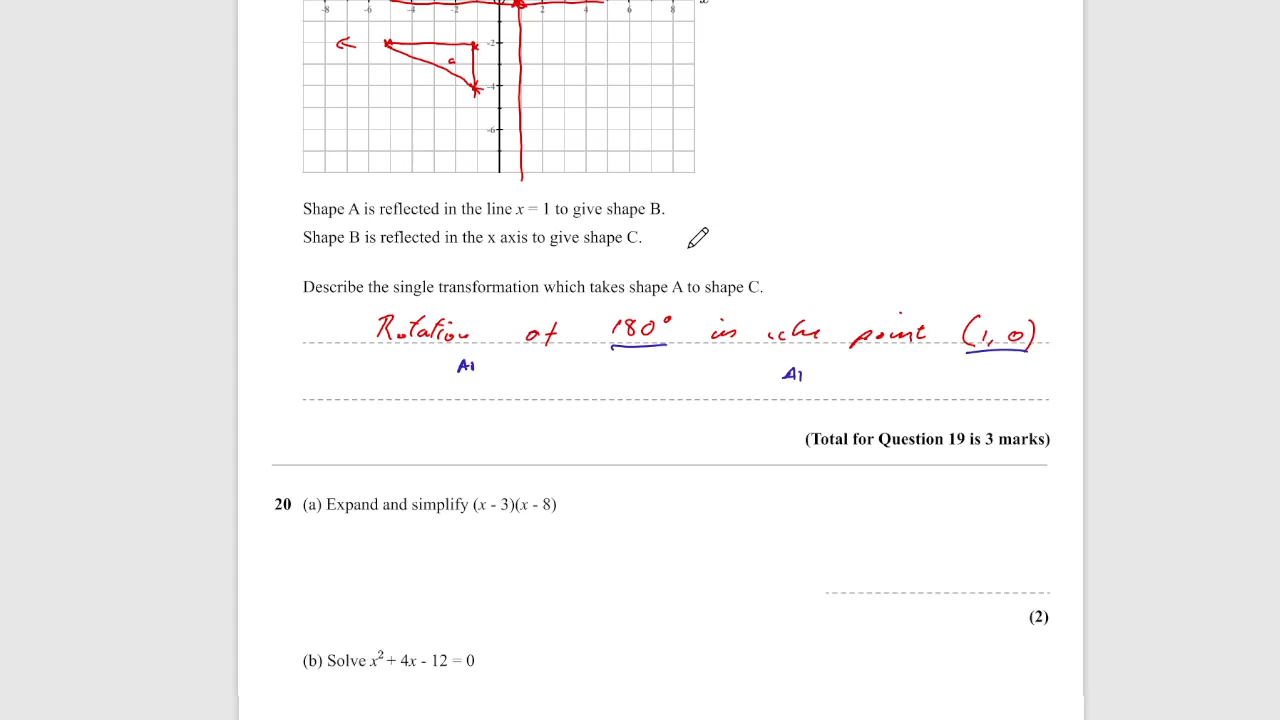 -8 -6 -4 -2 2 4 6 8 x
-2
c
-4
-6
Shape A is reflected in the line x = 1 to give shape B.
Shape B is reflected in the x axis to give shape C.
Describe the single transformation which takes shape A to shape C.
Rotation of 180° in the point (1, 0)
A1 A1
(Total for Question 19 is 3 marks)
20 (a) Expand and simplify (x - 3)(x - 8)
(2)
(b) Solve x² + 4x - 12 = 0